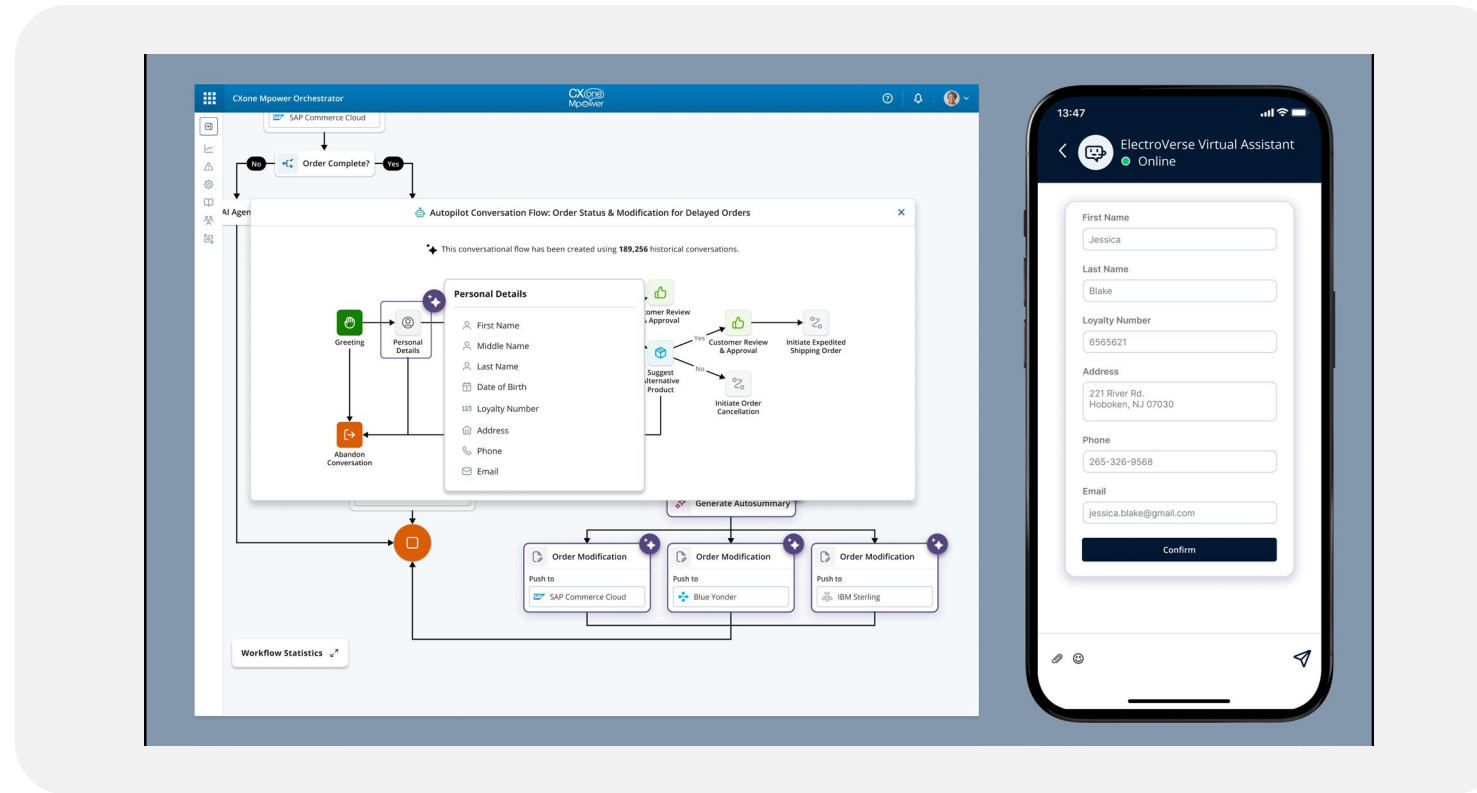 CXone Mpower Orchestrator
CXone
Mpower
SAP Commerce Cloud
No
Order Complete?
Yes
AI Agen
Autopilot Conversation Flow: Order Status & Modification for Delayed Orders
This conversational flow has been created using 189,256 historical conversations.
Greeting
Personal
Details
Abandon
Conversation
Personal Details
First Name
Middle Name
Last Name
Date of Birth
123 Loyalty Number
Address
Phone
Email
tomer Review
& Approval
Suggest
Alternative
Product
Yes
No
Customer Review
& Approval
Initiate Expedited
Shipping Order
Initiate Order
Cancellation
Generate Autosummary
Order Modification
Push to
SAP Commerce Cloud
Order Modification
Push to
Blue Yonder
Order Modification
Push to
IBM Sterling
Workflow Statistics
13:47
ElectroVerse Virtual Assistant
Online
First Name
Jessica
Last Name
Blake
Loyalty Number
6565621
Address
221 River Rd.
Hoboken, NJ 07030
Phone
265-326-9568
Email
jessica.blake@gmail.com
Confirm